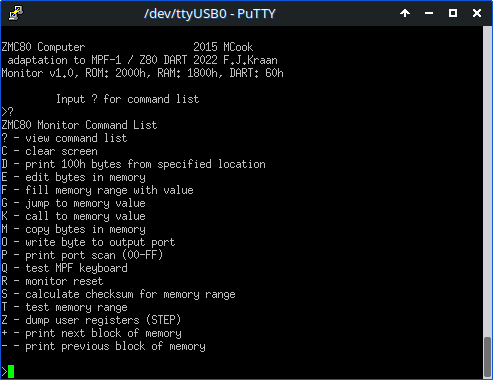 /dev/ttyUSB0 - PuTTY
ZMC80 Computer 2015 MCook
adaptation to MPF-1 / Z80 DART 2022 F.J.Kraan
Monitor v1.0, ROM: 2000h, RAM: 1800h, DART: 60h
Input ? for command list
>?
ZMC80 Monitor Command List
? - view command list
C - clear screen
D - print 100h bytes from specified location
E - edit bytes in memory
F - fill memory range with value
G - jump to memory value
K - call to memory value
M - copy bytes in memory
O - write byte to output port
P - print port scan (00-FF)
Q - test MPF keyboard
R - monitor reset
S - calculate checksum for memory range
T - test memory range
Z - dump user registers (STEP)
+ - print next block of memory
- - print previous block of memory
>